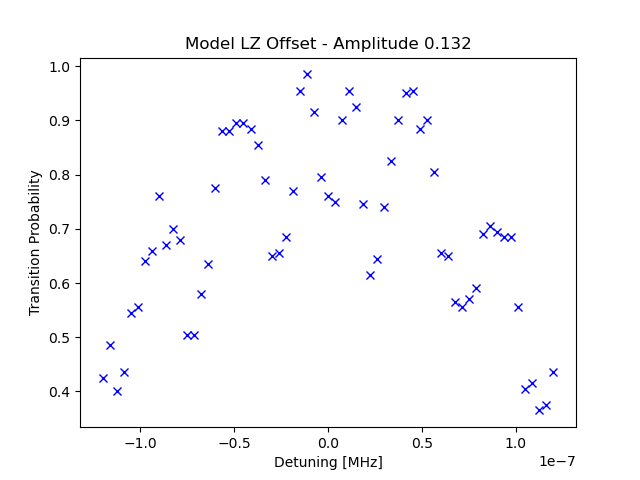 Model LZ Offset - Amplitude 0.132
1.0
0.9
0.8
0.7
0.6
0.5
0.4
Transition Probability
−1.0 −0.5 0.0 0.5 1.0
1e−7
Detuning [MHz]